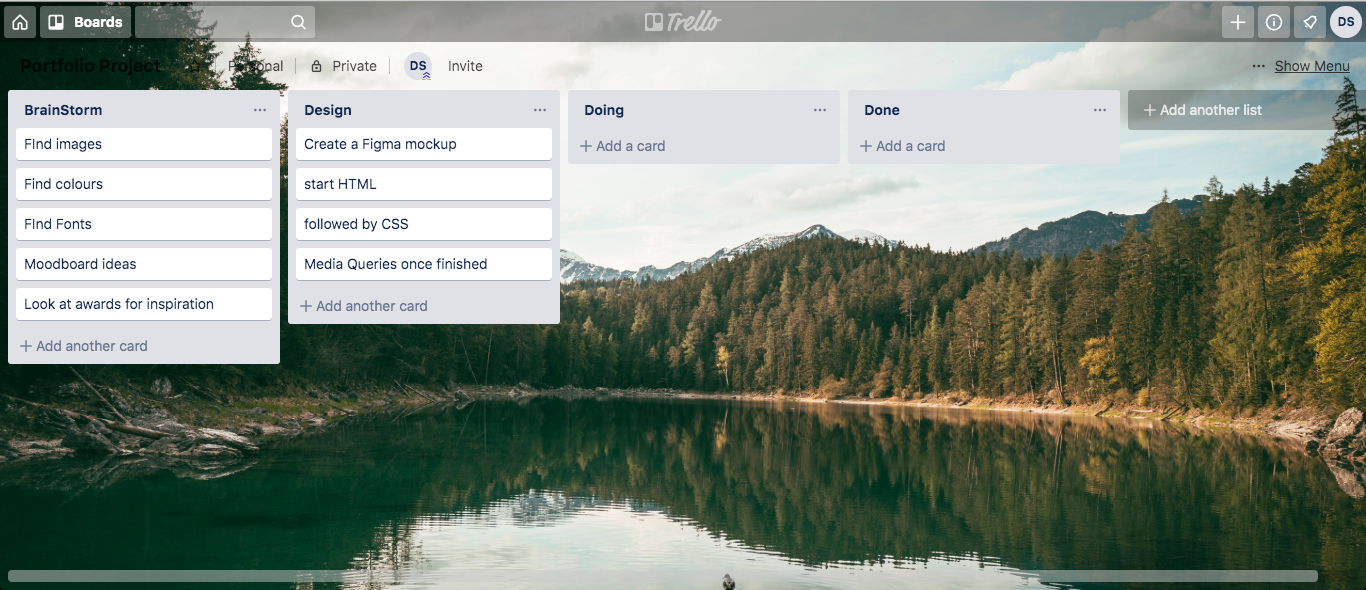 Boards
Trello
DS
Portfolio Project
Personal
Private
DS
Invite
... Show Menu
BrainStorm
FInd images
Find colours
FInd Fonts
Moodboard ideas
Look at awards for inspiration
+ Add another card
Design
Create a Figma mockup
start HTML
followed by CSS
Media Queries once finished
+ Add another card
Doing
+ Add a card
Done
+ Add a card
+ Add another list